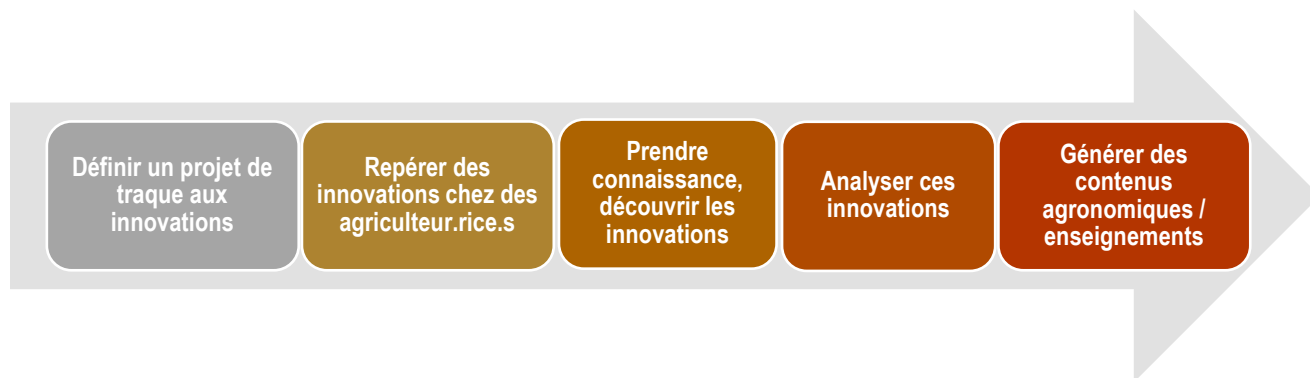 Définir un projet de
traque aux
innovations
Repérer des
innovations chez des
agriculteur.rice.s
Prendre
connaissance,
découvrir les
innovations
Analyser ces
innovations
Générer des
contenus
agronomiques /
enseignements